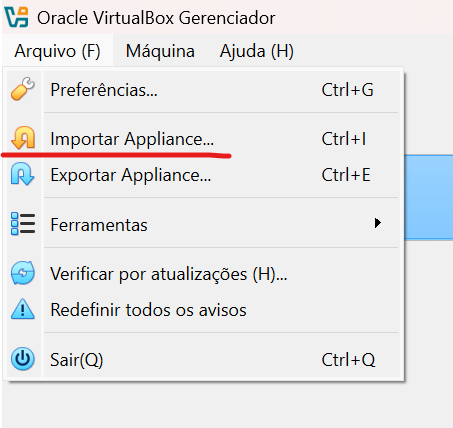 Oracle VirtualBox Gerenciador
Arquivo (F) Máquina Ajuda (H)
Preferências... Ctrl+G
Importar Appliance... Ctrl+I
Exportar Appliance... Ctrl+E
Ferramentas
Verificar por atualizações (H)...
Redefinir todos os avisos
Sair(Q) Ctrl+Q